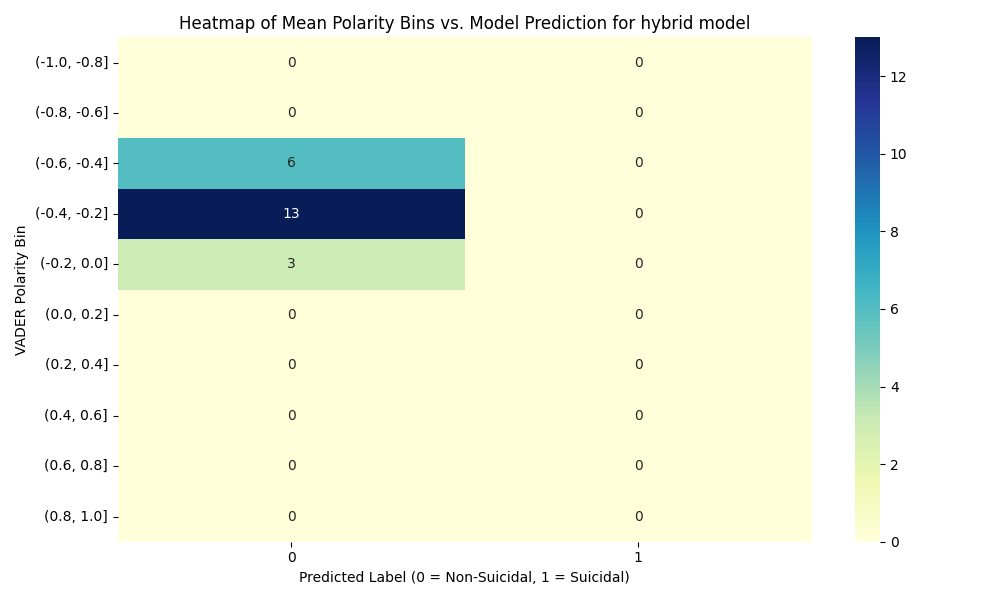 Heatmap of Mean Polarity Bins vs. Model Prediction for hybrid model
VADER Polarity Bin
(-1.0, -0.8] 0 0
(-0.8, -0.6] 0 0
(-0.6, -0.4] 6 0
(-0.4, -0.2] 13 0
(-0.2, 0.0] 3 0
(0.0, 0.2] 0 0
(0.2, 0.4] 0 0
(0.4, 0.6] 0 0
(0.6, 0.8] 0 0
(0.8, 1.0] 0 0
0 1
Predicted Label (0 = Non-Suicidal, 1 = Suicidal)
12
10
8
6
4
2
0